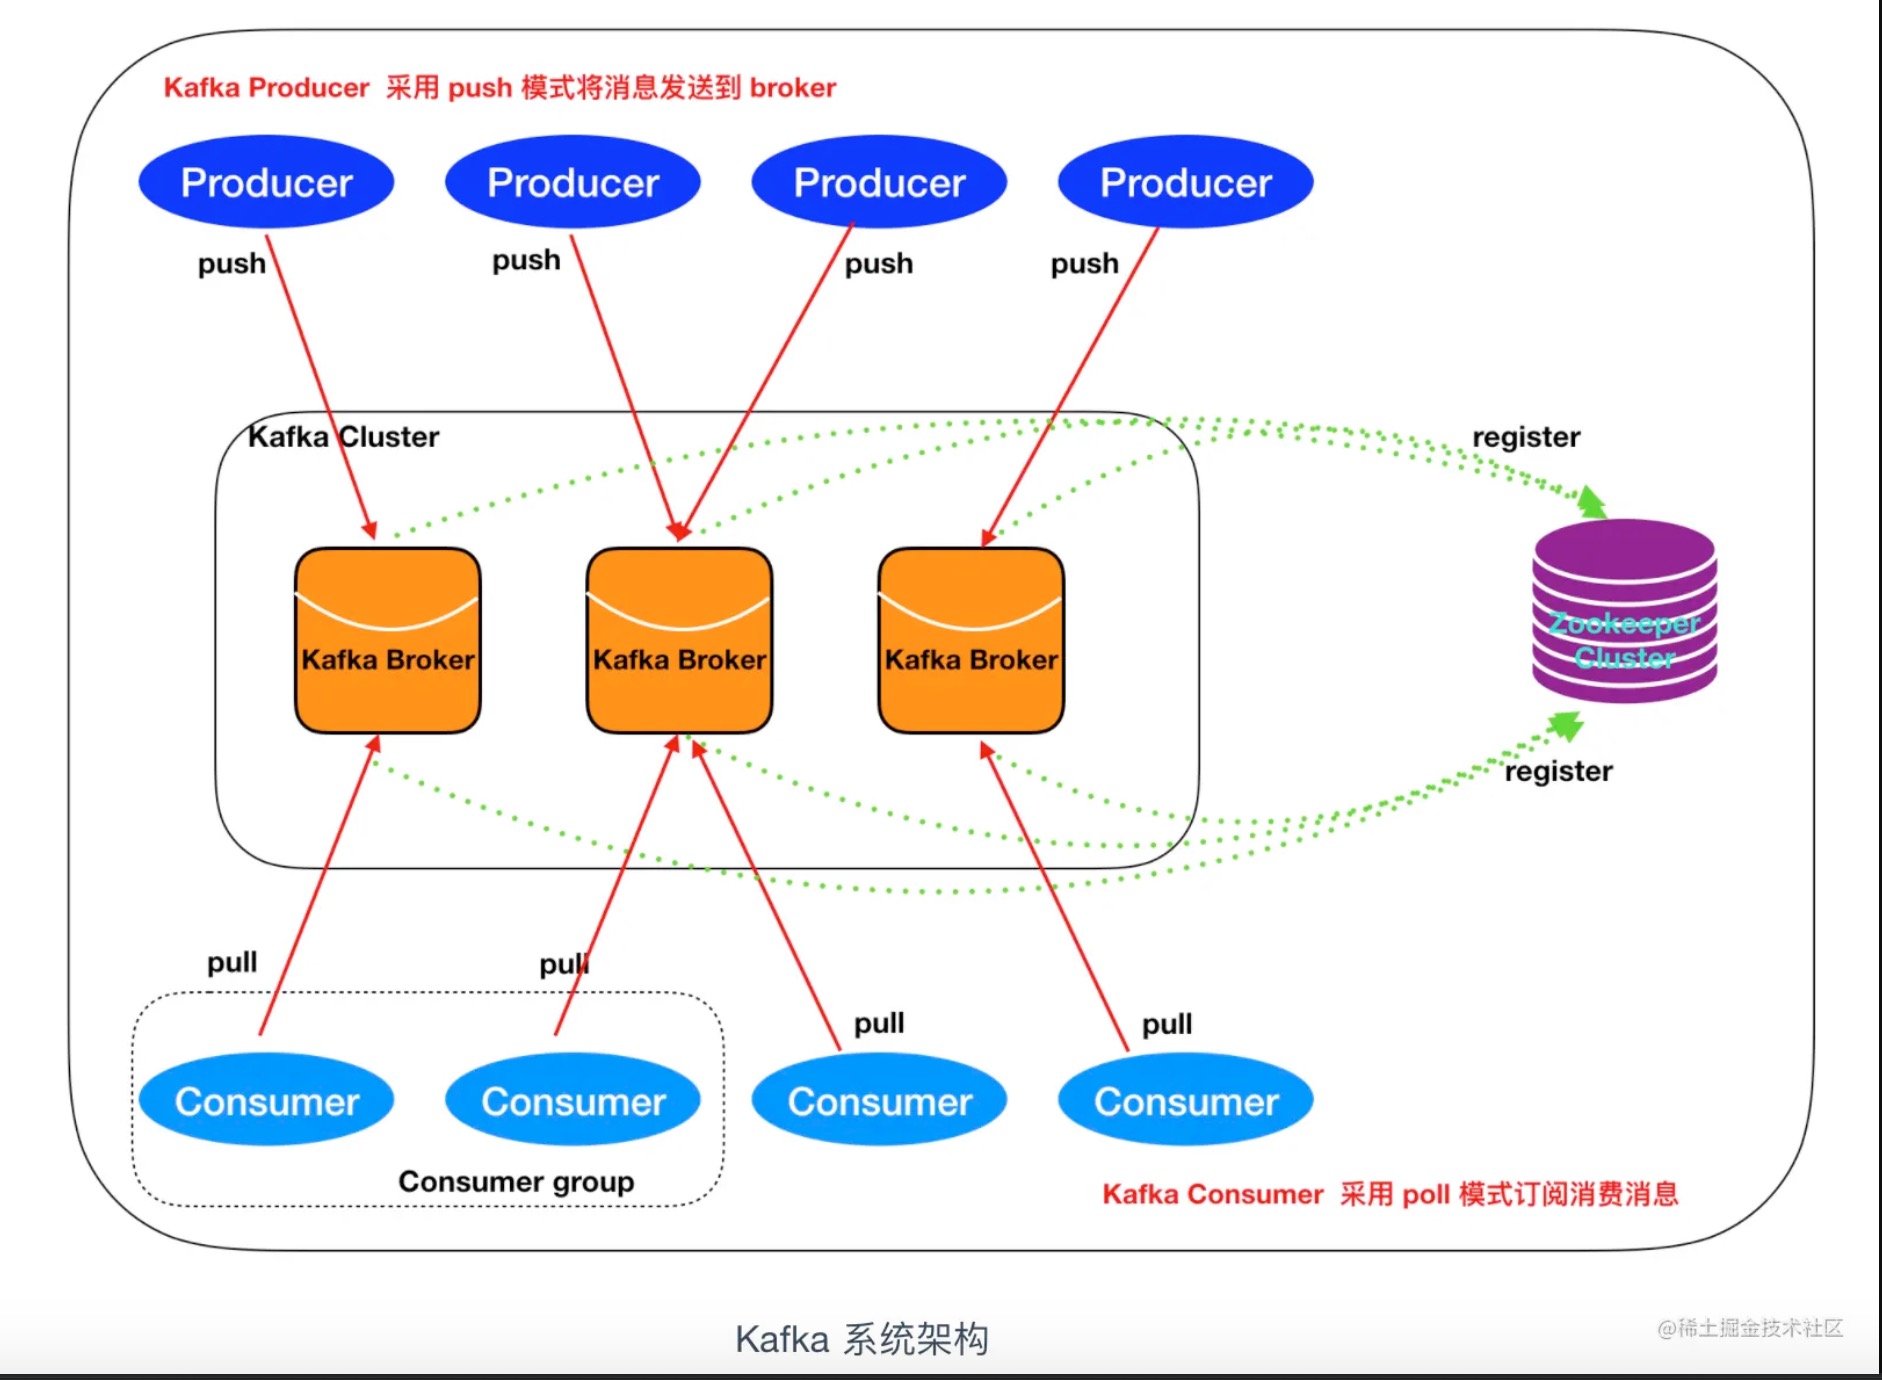 Kafka Producer 采用 push 模式将消息发送到 broker
Producer
Producer
Producer
Producer
push
push
push
push
Kafka Cluster
register
Kafka Broker
Kafka Broker
Kafka Broker
Zookeeper
Cluster
register
pull
pull
pull
pull
Consumer
Consumer
Consumer
Consumer
Consumer group
Kafka Consumer 采用 poll 模式订阅消费消息
Kafka 系统架构
@稀土掘金技术社区